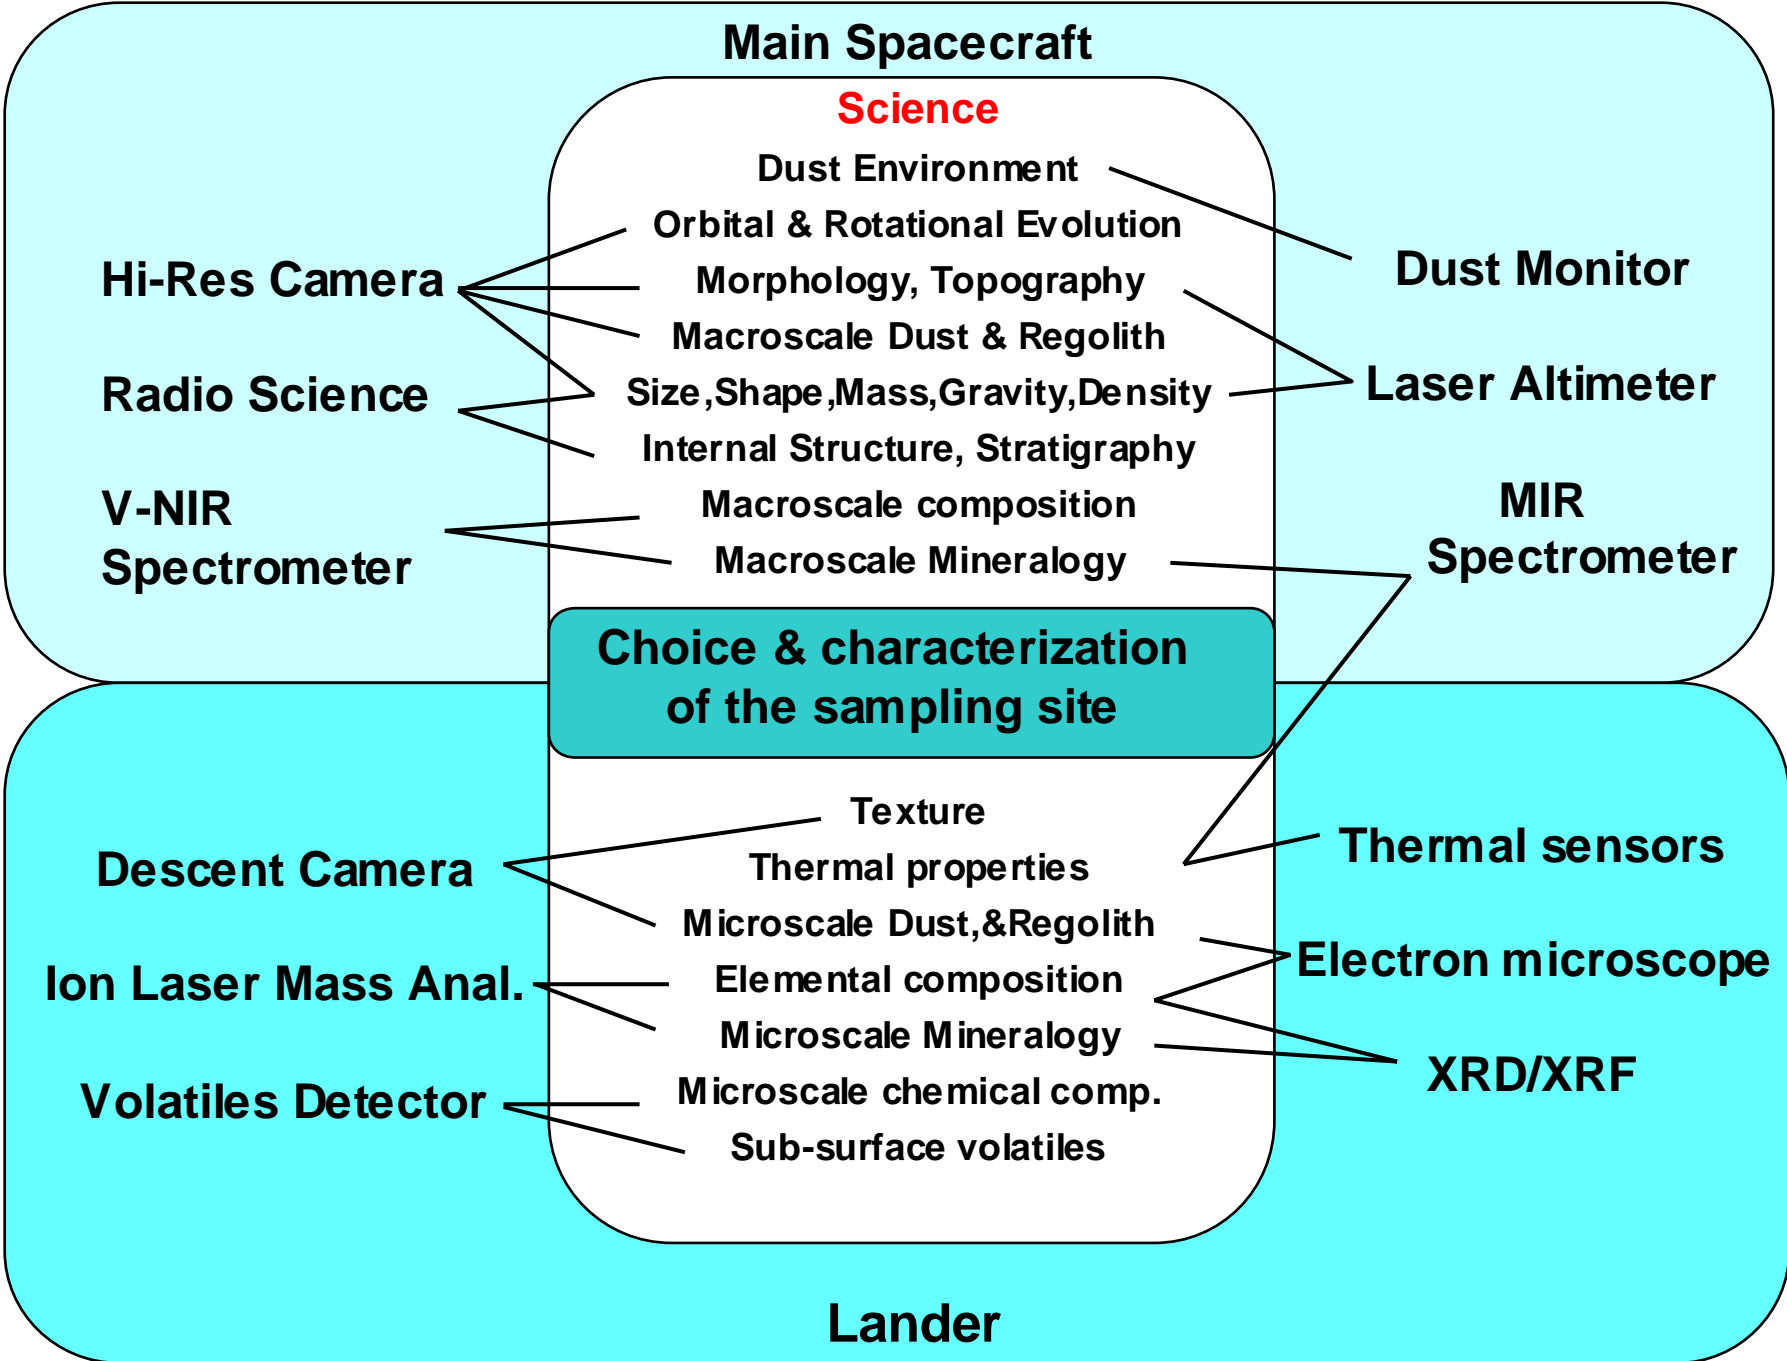 Main Spacecraft
Science
Dust Environment
Orbital & Rotational Evolution
Morphology, Topography
Macroscale Dust & Regolith
Size,Shape,Mass,Gravity,Density
Internal Structure, Stratigraphy
Macroscale composition
Macroscale Mineralogy
Hi-Res Camera
Radio Science
V-NIR
Spectrometer
Dust Monitor
Laser Altimeter
MIR
Spectrometer
Choice & characterization
of the sampling site
Texture
Thermal properties
Microscale Dust,&Regolith
Elemental composition
Microscale Mineralogy
Microscale chemical comp.
Sub-surface volatiles
Descent Camera
Ion Laser Mass Anal.
Volatiles Detector
Thermal sensors
Electron microscope
XRD/XRF
Lander